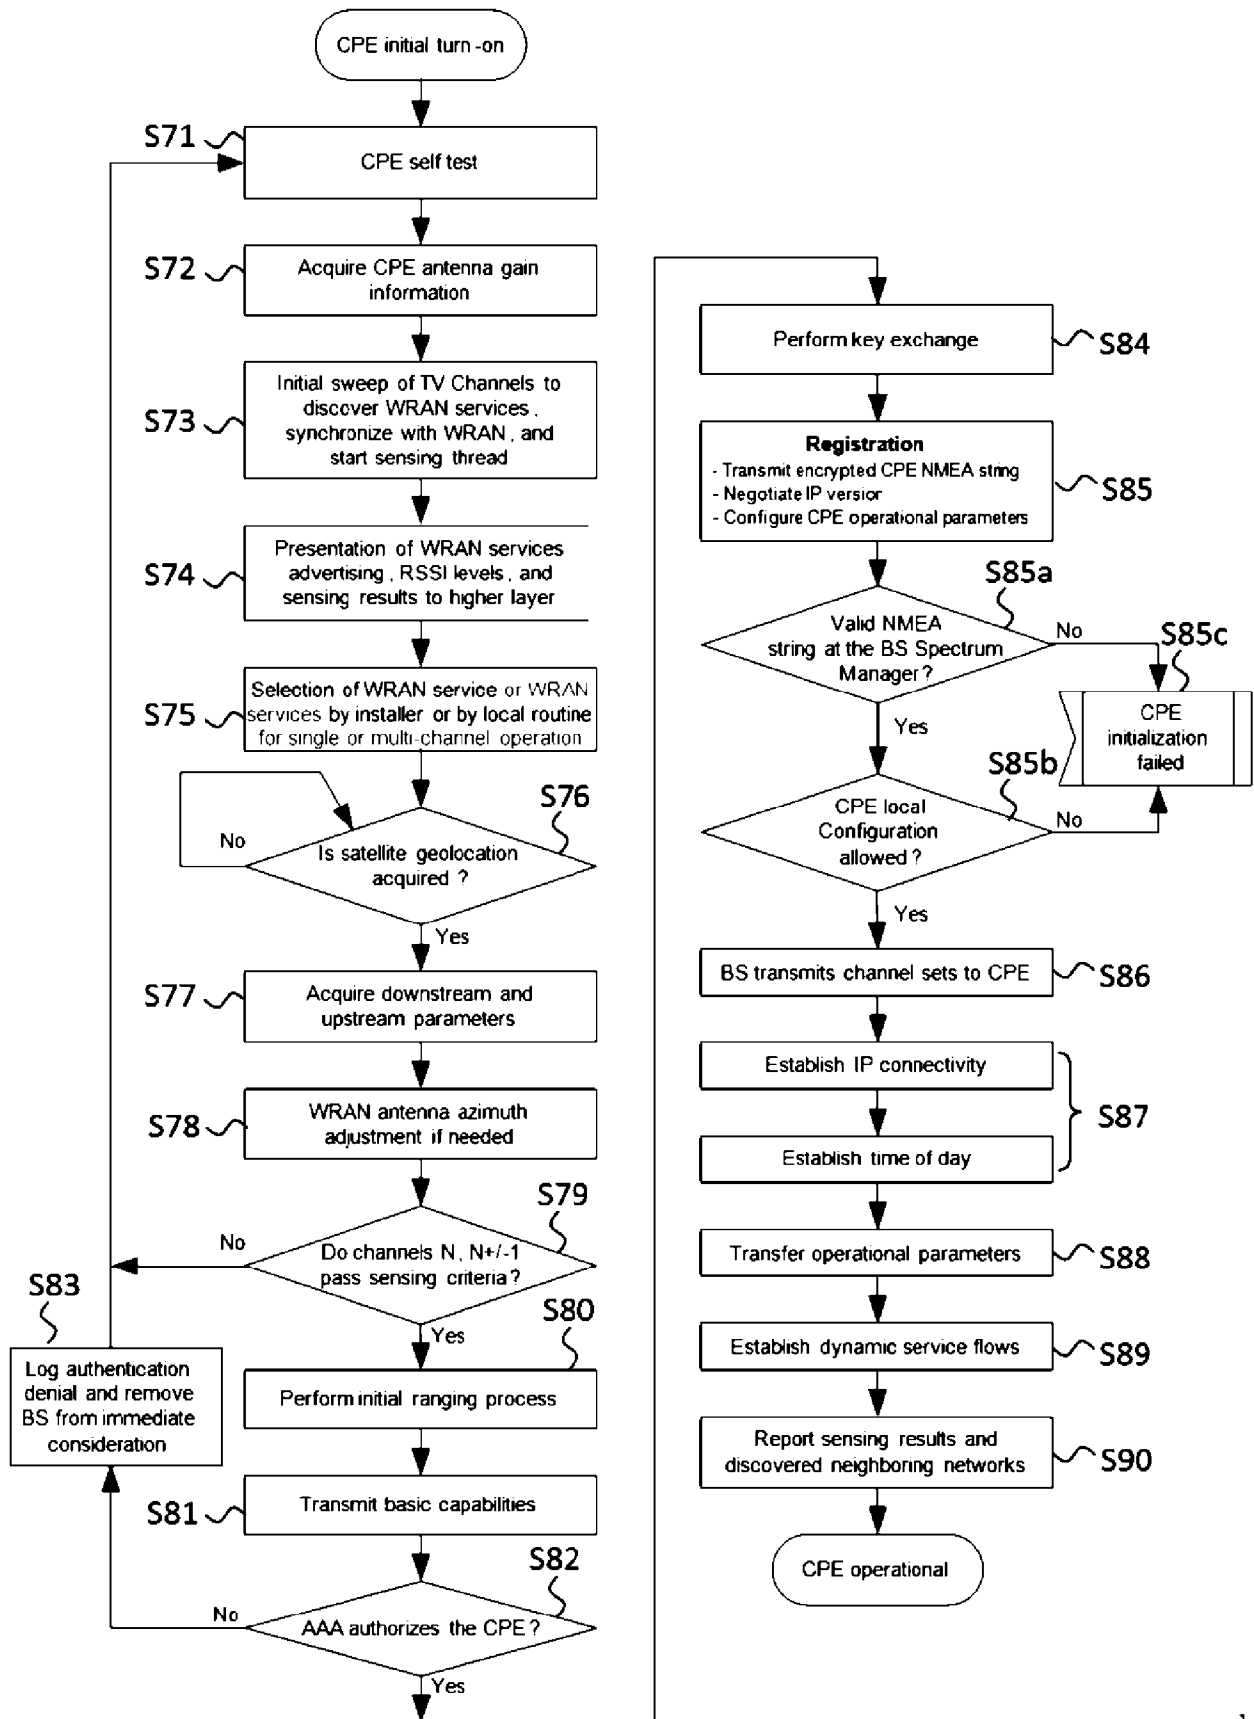 CPE initial turn-on
S71
CPE self test
S72
Acquire CPE antenna gain
information
S73
Initial sweep of TV Channels to
discover WRAN services,
synchronize with WRAN, and
start sensing thread
S74
Presentation of WRAN services
advertising, RSSI levels, and
sensing results to higher layer
S75
Selection of WRAN service or WRAN
services by installer or by local routine
for single or multi-channel operation
S76
No
Is satellite geolocation
acquired ?
Yes
S77
Acquire downstream and
upstream parameters
S78
WRAN antenna azimuth
adjustment if needed
S79
No
Do channels N, N+/-1
pass sensing criteria?
Yes
S80
Perform initial ranging process
S83
Log authentication
denial and remove
BS from immediate
consideration
S81
Transmit basic capabilities
S82
No
AAA authorizes the CPE?
Yes
Perform key exchange
S84
Registration
- Transmit encrypted CPE NMEA string
- Negotiate IP version
- Configure CPE operational parameters
S85
S85a
Valid NMEA
string at the BS Spectrum
Manager?
No
Yes
S85c
CPE
initialization
failed
S85b
CPE local
Configuration
allowed?
No
Yes
BS transmits channel sets to CPE
S86
Establish IP connectivity
S87
Establish time of day
Transfer operational parameters
S88
Establish dynamic service flows
S89
Report sensing results and
discovered neighboring networks
S90
CPE operational